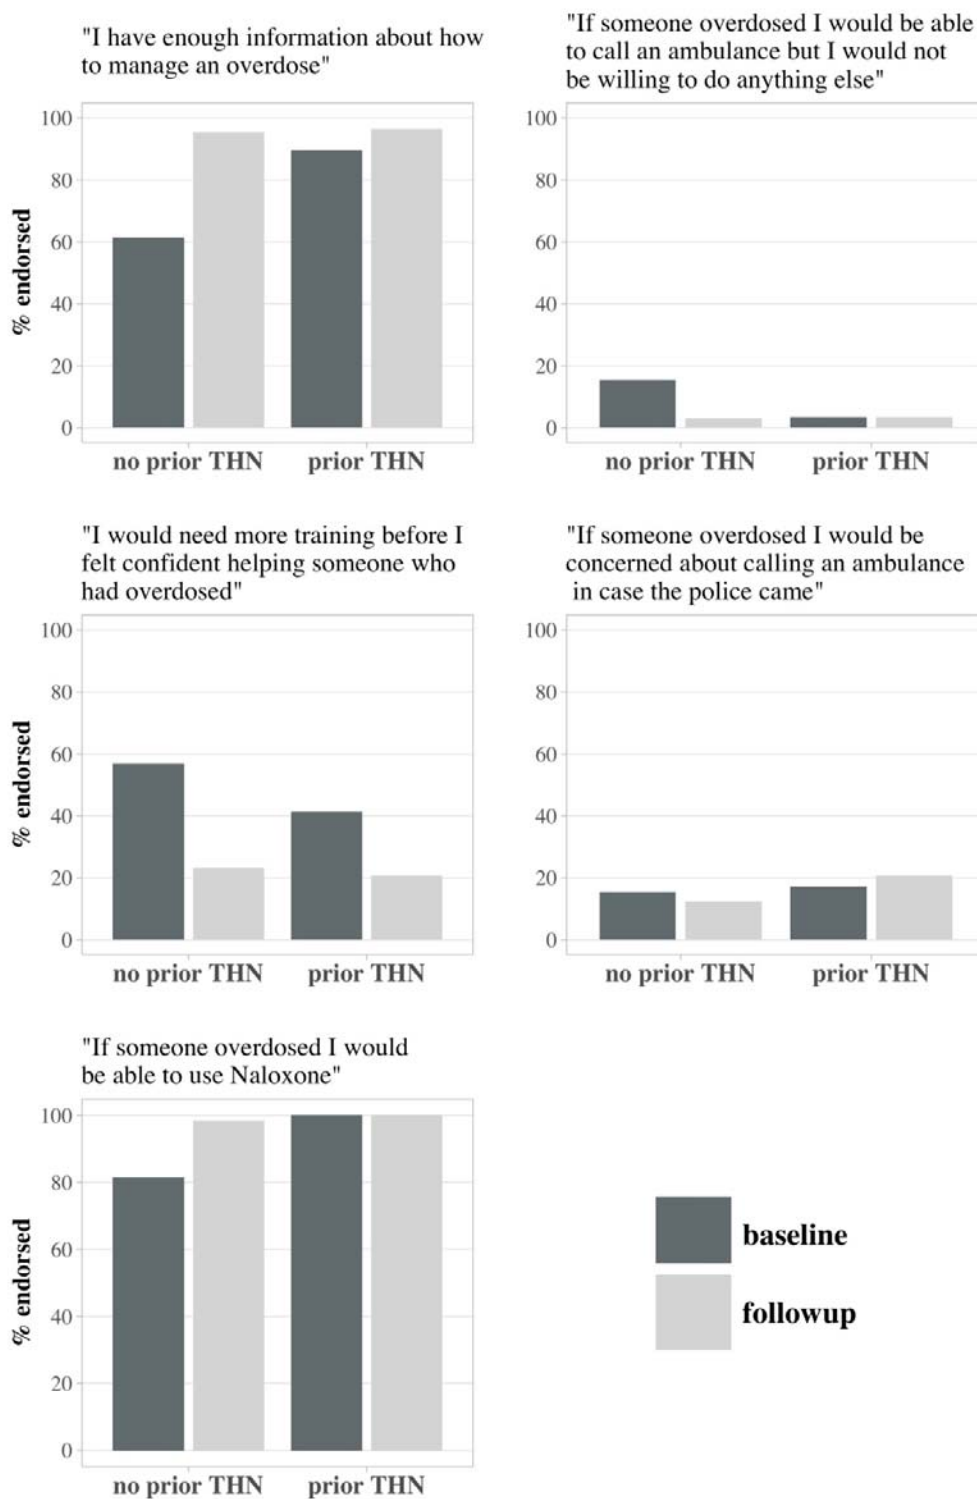 "I have enough information about how
to manage an overdose"
% endorsed
100
80
60
40
20
0
no prior THN prior THN
"If someone overdosed I would be able
to call an ambulance but I would not
be willing to do anything else"
100
80
60
40
20
0
no prior THN prior THN
"I would need more training before I
felt confident helping someone who
had overdosed"
% endorsed
100
80
60
40
20
0
no prior THN prior THN
"If someone overdosed I would be
concerned about calling an ambulance
in case the police came"
100
80
60
40
20
0
no prior THN prior THN
"If someone overdosed I would
be able to use Naloxone"
% endorsed
100
80
60
40
20
0
no prior THN prior THN
baseline
followup